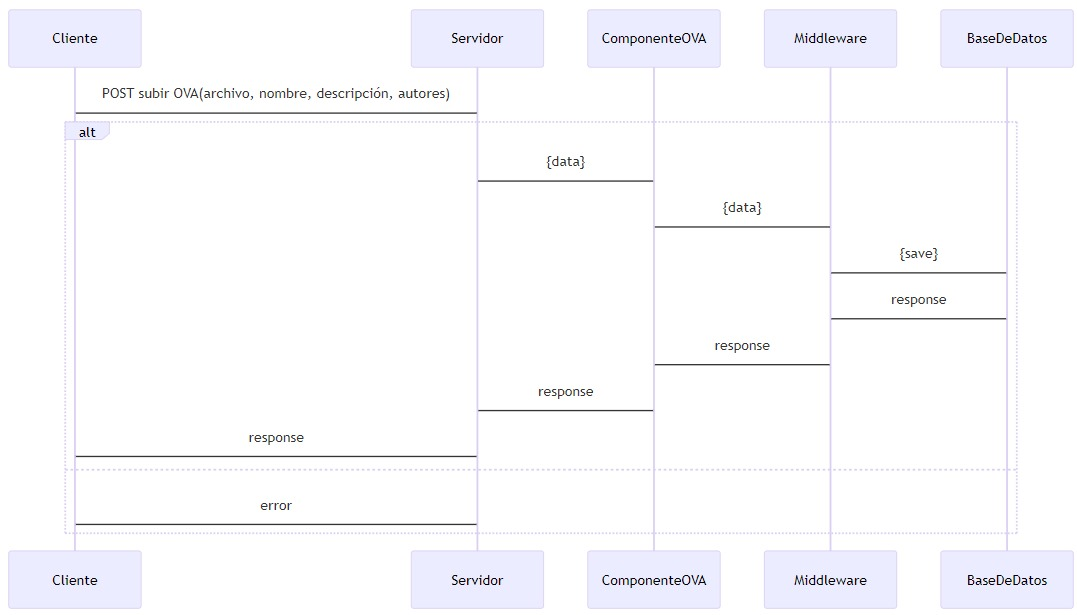 Cliente
Servidor
ComponenteOVA
Middleware
BaseDeDatos
POST subir OVA(archivo, nombre, descripción, autores)
alt
{data}
{data}
{save}
response
response
response
response
error
Cliente
Servidor
ComponenteOVA
Middleware
BaseDeDatos